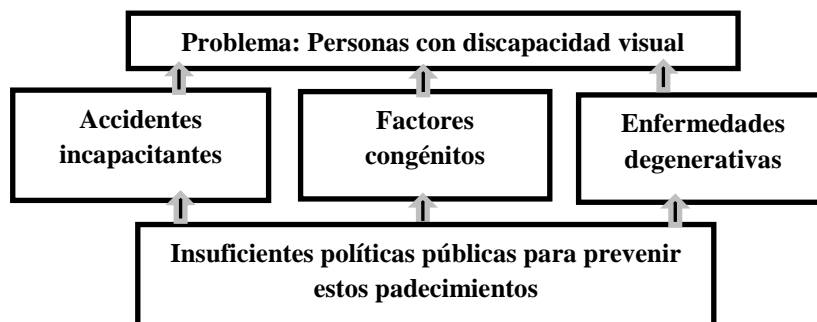 Problema: Personas con discapacidad visual
Accidentes
incapacitantes
Factores
congénitos
Enfermedades
degenerativas
Insuficientes políticas públicas para prevenir
estos padecimientos